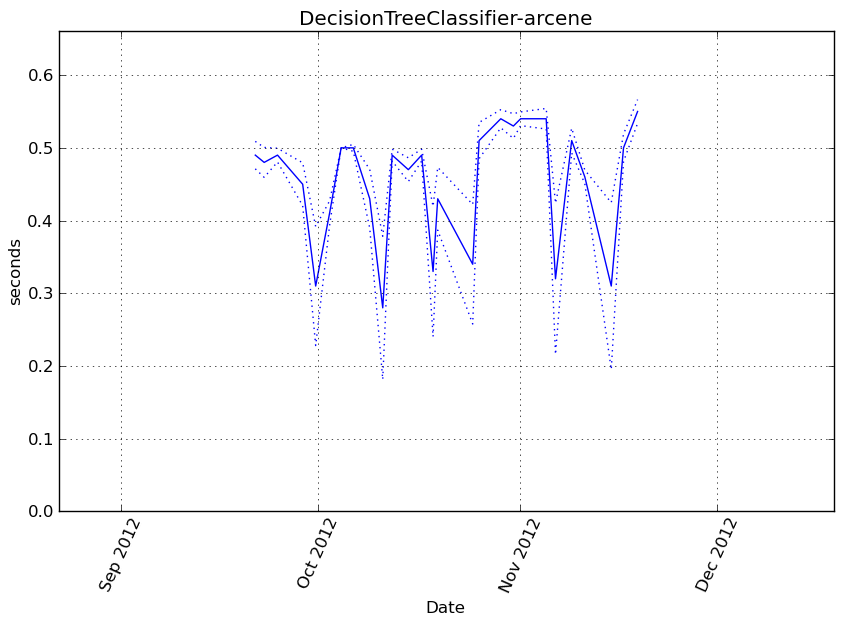 DecisionTreeClassifier-arcene
0.6
0.5
0.4
0.3
0.2
0.1
0.0
seconds
Sep 2012
Oct 2012
Nov 2012
Dec 2012
Date